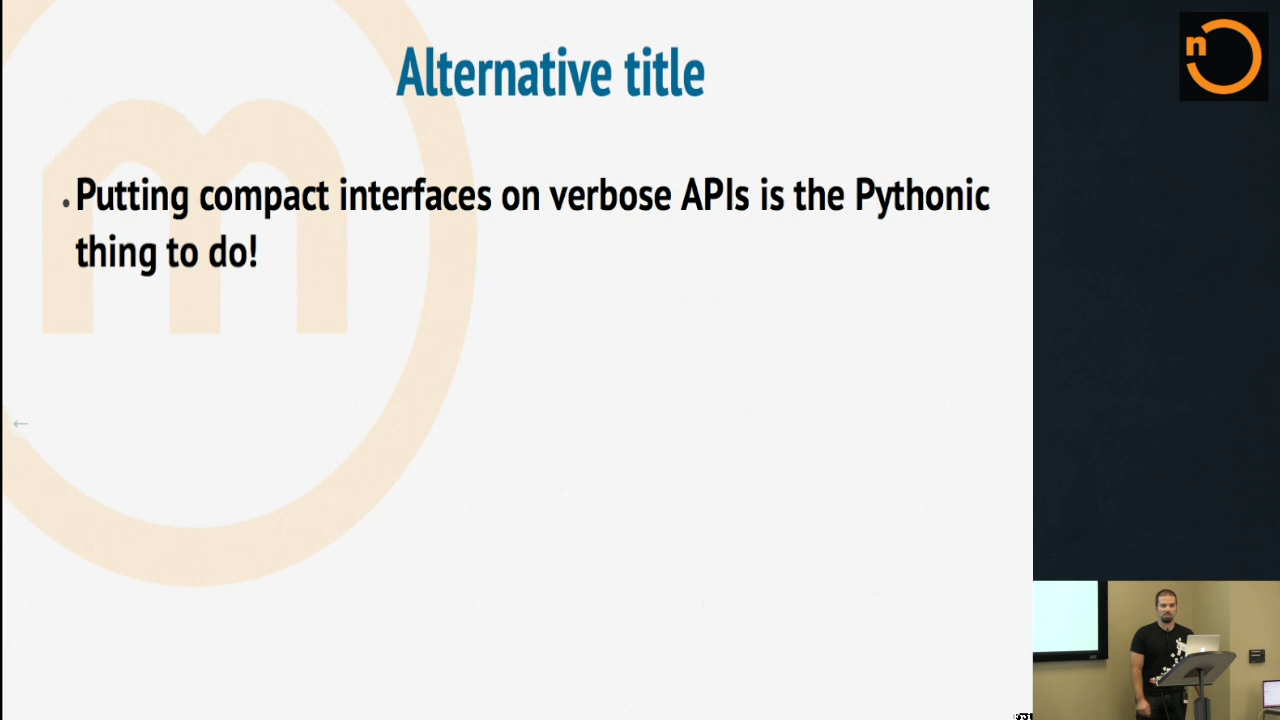 Alternative title
n
• Putting compact interfaces on verbose APIs is the Pythonic
thing to do!
m
←